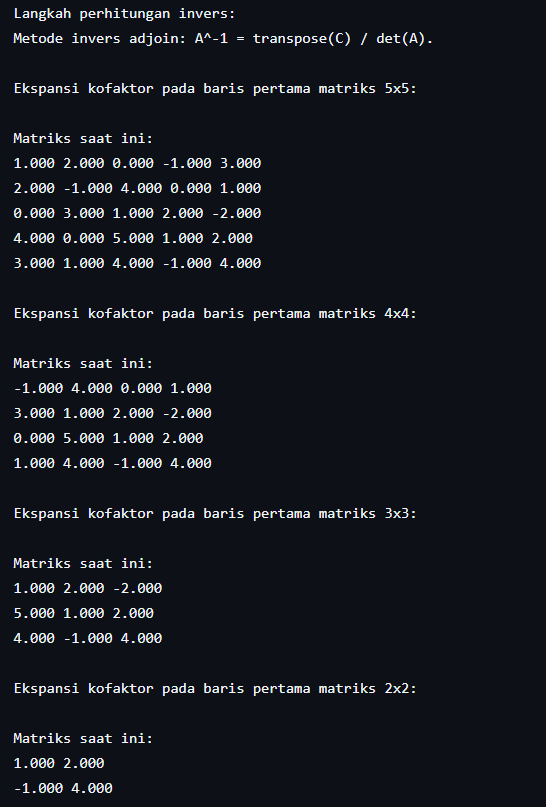 Langkah perhitungan invers:
Metode invers adjoin: A^-1 = transpose(C) / det(A).
Ekspansi kofaktor pada baris pertama matriks 5x5:
Matriks saat ini:
1.000 2.000 0.000 -1.000 3.000
2.000 -1.000 4.000 0.000 1.000
0.000 3.000 1.000 2.000 -2.000
4.000 0.000 5.000 1.000 2.000
3.000 1.000 4.000 -1.000 4.000
Ekspansi kofaktor pada baris pertama matriks 4x4:
Matriks saat ini:
-1.000 4.000 0.000 1.000
3.000 1.000 2.000 -2.000
0.000 5.000 1.000 2.000
1.000 4.000 -1.000 4.000
Ekspansi kofaktor pada baris pertama matriks 3x3:
Matriks saat ini:
1.000 2.000 -2.000
5.000 1.000 2.000
4.000 -1.000 4.000
Ekspansi kofaktor pada baris pertama matriks 2x2:
Matriks saat ini:
1.000 2.000
-1.000 4.000